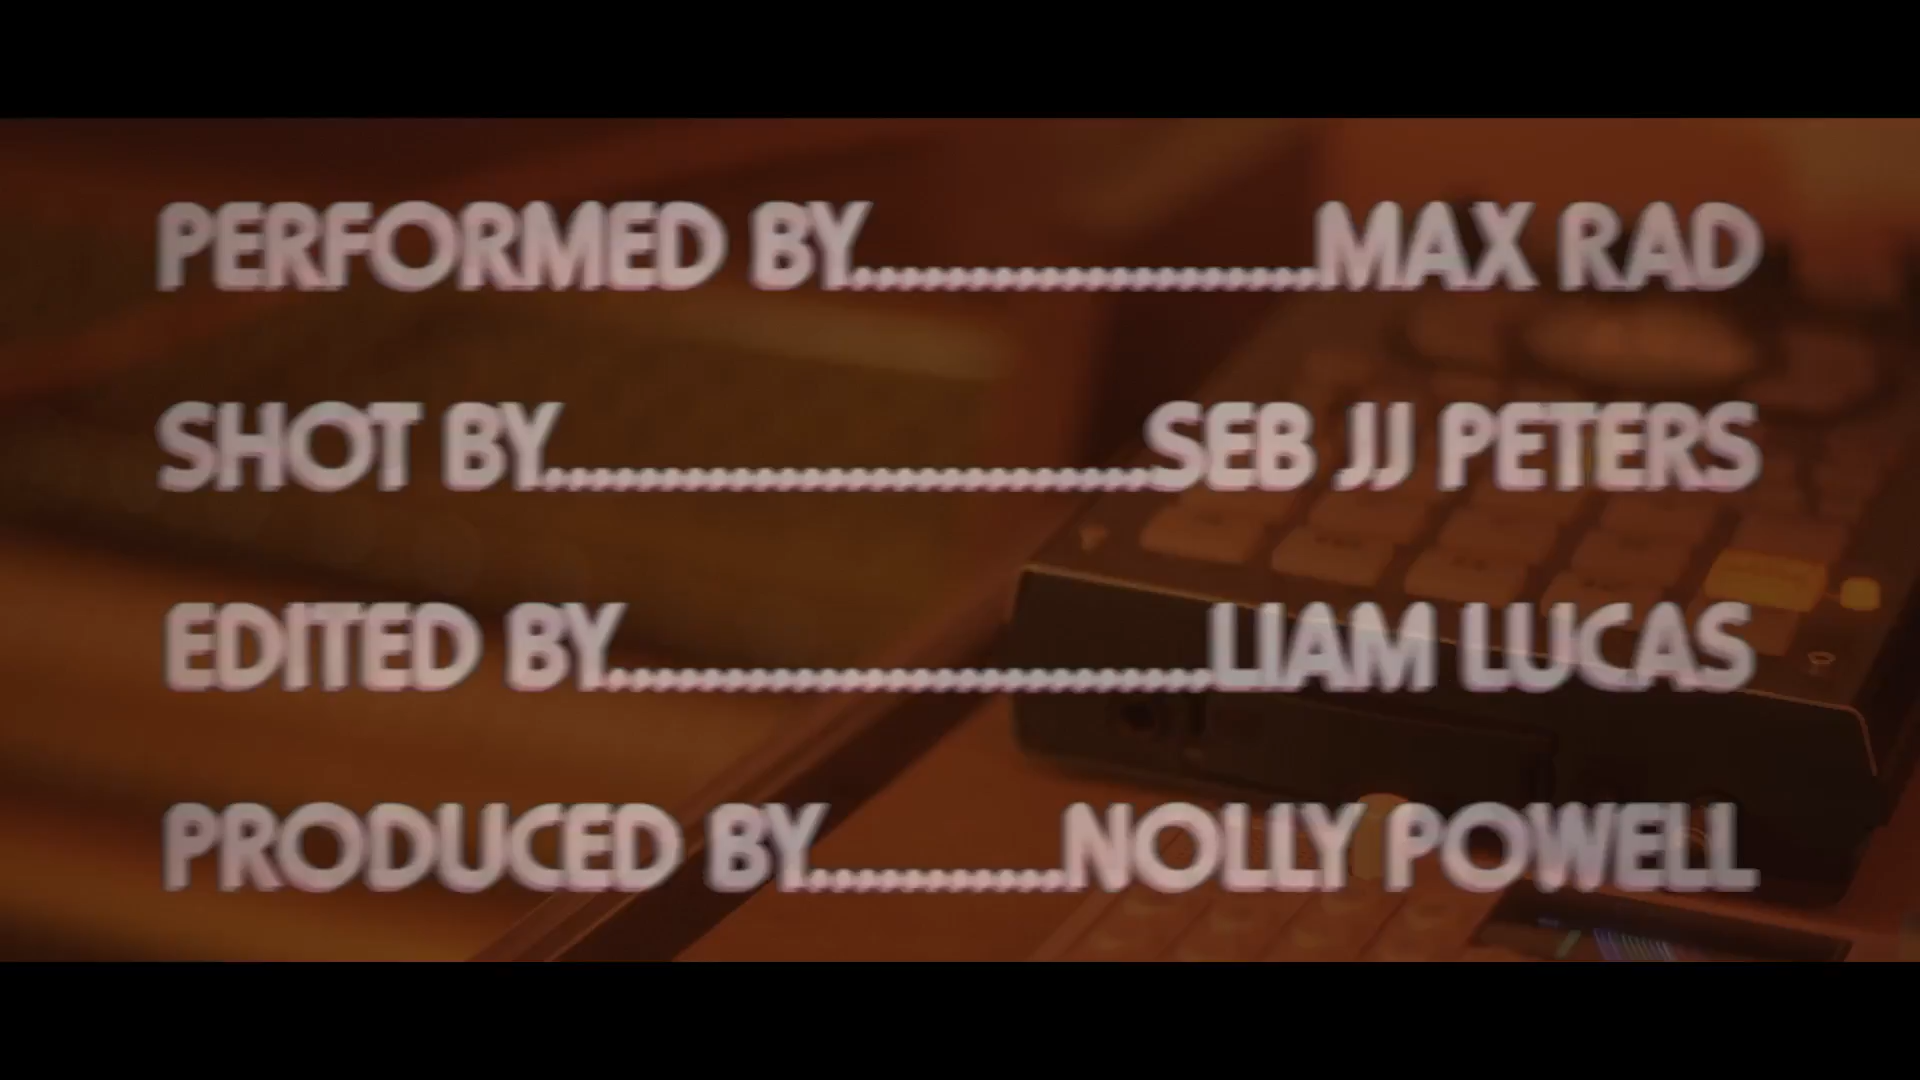 PERFORMED BY....................MAX RAD
SHOT BY..........................SEB JJ PETERS
EDITED BY..........................LIAM LUCAS
PRODUCED BY...........NOLLY POWELL